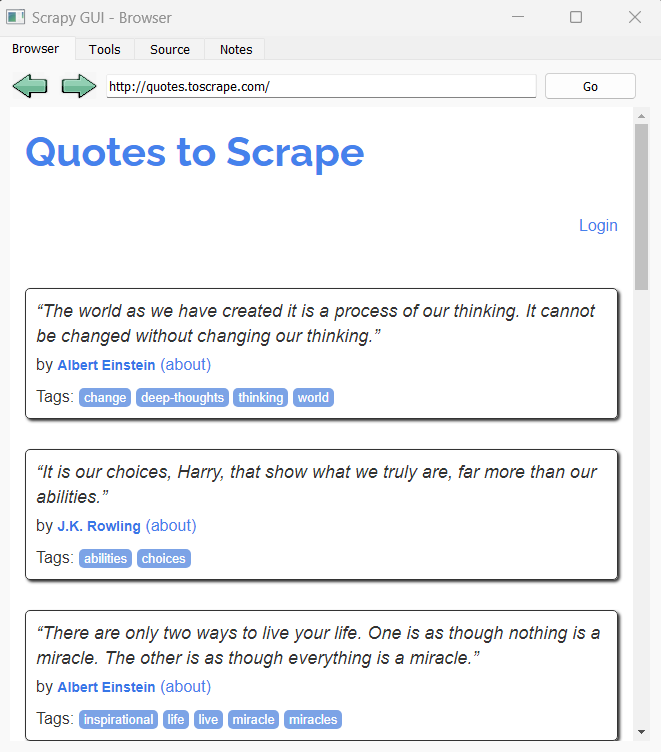 Scrapy GUI - Browser
Browser Tools Source Notes
http://quotes.toscrape.com/ Go
Quotes to Scrape
Login
“The world as we have created it is a process of our thinking. It cannot
be changed without changing our thinking.”
by Albert Einstein (about)
Tags: change deep-thoughts thinking world
“It is our choices, Harry, that show what we truly are, far more than our
abilities.”
by J.K. Rowling (about)
Tags: abilities choices
“There are only two ways to live your life. One is as though nothing is a
miracle. The other is as though everything is a miracle.”
by Albert Einstein (about)
Tags: inspirational life live miracle miracles